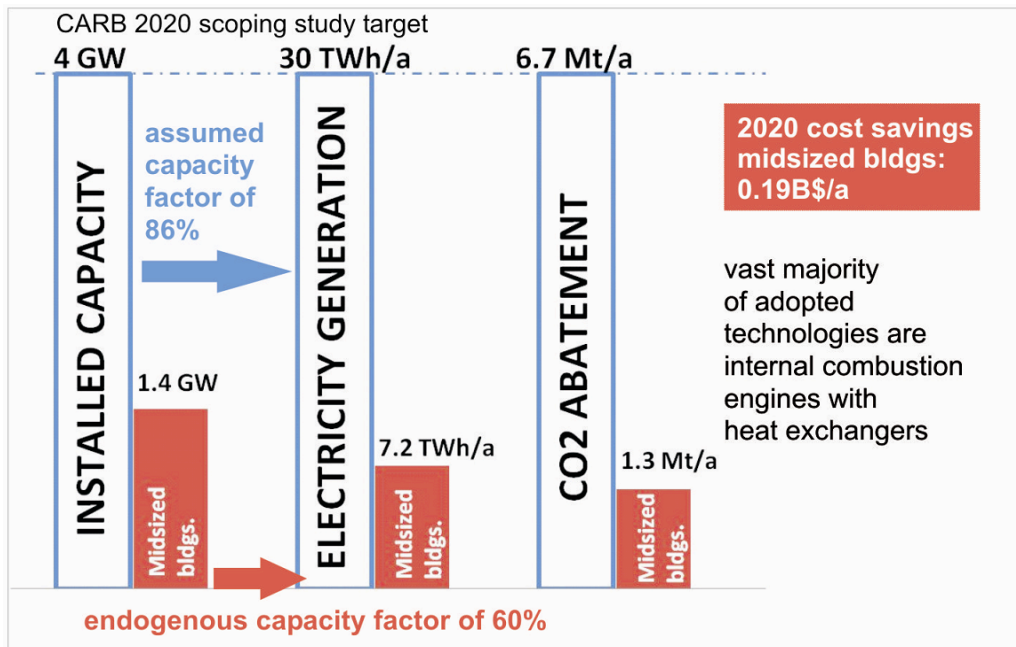 CARB 2020 scoping study target
4 GW
30 TWh/a
6.7 Mt/a
INSTALLED CAPACITY
assumed
capacity
factor of
86%
ELECTRICITY GENERATION
CO2 ABATEMENT
2020 cost savings
midsized bldgs:
0.19B$/a
vast majority
of adopted
technologies are
internal combustion
engines with
heat exchangers
1.4 GW
Midsized
bldgs.
7.2 TWh/a
Midsized
bldgs.
1.3 Mt/a
Midsized
bldgs.
endogenous capacity factor of 60%